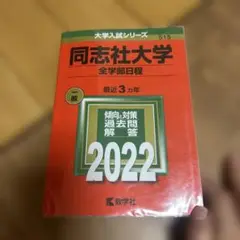 大学入試シリーズ
同志社大学
全学部日程
最近3カ年
傾向と対策
過去問
解答
2022
教学社